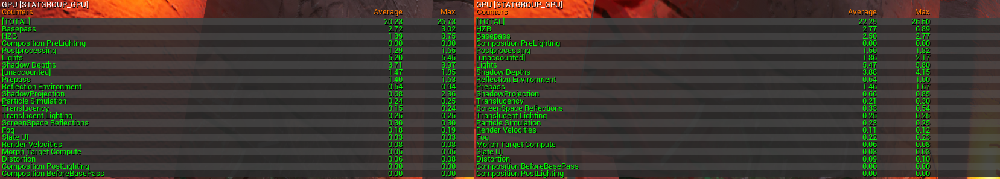 GPU [STATGROUP_GPU]
Counters Average Max
[TOTAL] 20.23 26.73
Basepass 2.72 3.02
HZB 1.89 8.75
Composition PreLighting 0.00 0.00
Postprocessing 1.29 1.65
Lights 5.20 5.45
Shadow Depths 3.71 3.97
[unaccounted] 1.47 1.85
Prepass 1.40 1.63
Reflection Environment 0.54 0.94
ShadowProjection 0.68 2.36
Particle Simulation 0.24 0.25
Translucency 0.15 0.24
Translucent Lighting 0.25 0.25
ScreenSpace Reflections 0.30 0.30
Fog 0.18 0.19
Slate UI 0.03 0.03
Render Velocities 0.08 0.08
Morph Target Compute 0.05 0.05
Distortion 0.06 0.08
Composition PostLighting 0.00 0.00
Composition BeforeBasePass 0.00 0.00
GPU [STATGROUP_GPU]
Counters Average Max
[TOTAL] 22.29 26.50
HZB 2.77 6.89
Basepass 2.50 2.77
Composition PreLighting 0.00 0.00
Postprocessing 1.50 1.82
[unaccounted] 1.86 2.17
Lights 5.47 5.80
Shadow Depths 3.88 4.15
Reflection Environment 0.64 1.00
Prepass 1.46 1.67
ShadowProjection 0.66 0.85
Translucency 0.21 0.30
ScreenSpace Reflections 0.33 0.54
Translucent Lighting 0.25 0.25
Particle Simulation 0.23 0.25
Render Velocities 0.11 0.12
Fog 0.22 0.23
Morph Target Compute 0.06 0.08
Slate UI 0.03 0.03
Distortion 0.09 0.10
Composition BeforeBasePass 0.00 0.00
Composition PostLighting 0.00 0.00